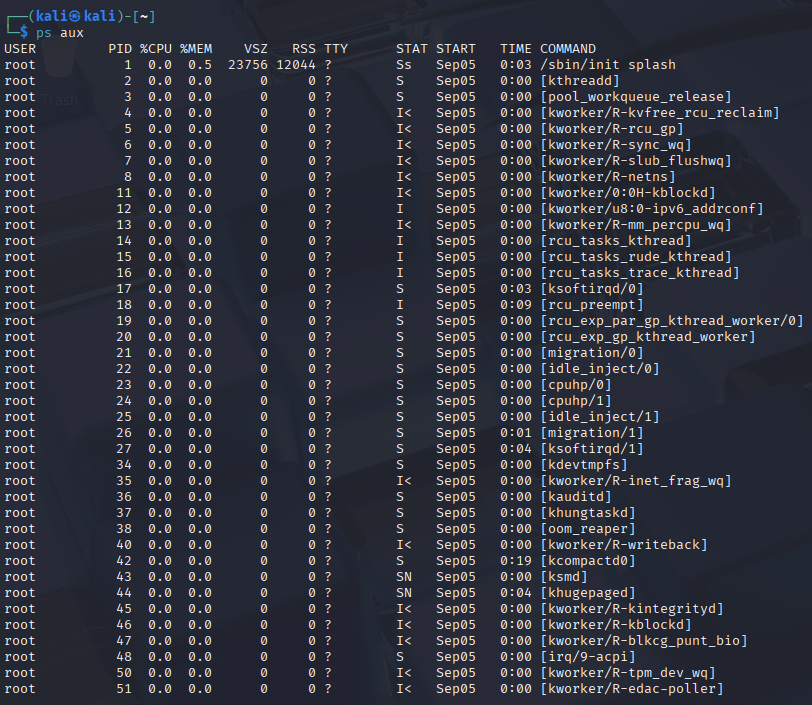 ┌──(kali㉿kali)-[~]
└─$ ps aux
USER PID %CPU %MEM VSZ RSS TTY STAT START TIME COMMAND
root 1 0.0 0.5 23756 12044 ? Ss Sep05 0:03 /sbin/init splash
root 2 0.0 0.0 0 0 ? S Sep05 0:00 [kthreadd]
root 3 0.0 0.0 0 0 ? S Sep05 0:00 [pool_workqueue_release]
root 4 0.0 0.0 0 0 ? I< Sep05 0:00 [kworker/R-kvfree_rcu_reclaim]
root 5 0.0 0.0 0 0 ? I< Sep05 0:00 [kworker/R-rcu_gp]
root 6 0.0 0.0 0 0 ? I< Sep05 0:00 [kworker/R-sync_wq]
root 7 0.0 0.0 0 0 ? I< Sep05 0:00 [kworker/R-slub_flushwq]
root 8 0.0 0.0 0 0 ? I< Sep05 0:00 [kworker/R-netns]
root 11 0.0 0.0 0 0 ? I< Sep05 0:00 [kworker/0:0H-kblockd]
root 12 0.0 0.0 0 0 ? I Sep05 0:00 [kworker/u8:0-ipv6_addrconf]
root 13 0.0 0.0 0 0 ? I< Sep05 0:00 [kworker/R-mm_percpu_wq]
root 14 0.0 0.0 0 0 ? I Sep05 0:00 [rcu_tasks_kthread]
root 15 0.0 0.0 0 0 ? I Sep05 0:00 [rcu_tasks_rude_kthread]
root 16 0.0 0.0 0 0 ? I Sep05 0:00 [rcu_tasks_trace_kthread]
root 17 0.0 0.0 0 0 ? S Sep05 0:03 [ksoftirqd/0]
root 18 0.0 0.0 0 0 ? I Sep05 0:09 [rcu_preempt]
root 19 0.0 0.0 0 0 ? S Sep05 0:00 [rcu_exp_par_gp_kthread_worker/0]
root 20 0.0 0.0 0 0 ? S Sep05 0:00 [rcu_exp_gp_kthread_worker]
root 21 0.0 0.0 0 0 ? S Sep05 0:00 [migration/0]
root 22 0.0 0.0 0 0 ? S Sep05 0:00 [idle_inject/0]
root 23 0.0 0.0 0 0 ? S Sep05 0:00 [cpuhp/0]
root 24 0.0 0.0 0 0 ? S Sep05 0:00 [cpuhp/1]
root 25 0.0 0.0 0 0 ? S Sep05 0:00 [idle_inject/1]
root 26 0.0 0.0 0 0 ? S Sep05 0:01 [migration/1]
root 27 0.0 0.0 0 0 ? S Sep05 0:04 [ksoftirqd/1]
root 34 0.0 0.0 0 0 ? S Sep05 0:00 [kdevtmpfs]
root 35 0.0 0.0 0 0 ? I< Sep05 0:00 [kworker/R-inet_frag_wq]
root 36 0.0 0.0 0 0 ? S Sep05 0:00 [kauditd]
root 37 0.0 0.0 0 0 ? S Sep05 0:00 [khungtaskd]
root 38 0.0 0.0 0 0 ? S Sep05 0:00 [oom_reaper]
root 40 0.0 0.0 0 0 ? I< Sep05 0:00 [kworker/R-writeback]
root 42 0.0 0.0 0 0 ? S Sep05 0:19 [kcompactd0]
root 43 0.0 0.0 0 0 ? SN Sep05 0:00 [ksmd]
root 44 0.0 0.0 0 0 ? SN Sep05 0:04 [khugepaged]
root 45 0.0 0.0 0 0 ? I< Sep05 0:00 [kworker/R-kintegrityd]
root 46 0.0 0.0 0 0 ? I< Sep05 0:00 [kworker/R-kblockd]
root 47 0.0 0.0 0 0 ? I< Sep05 0:00 [kworker/R-blkcg_punt_bio]
root 48 0.0 0.0 0 0 ? S Sep05 0:00 [irq/9-acpi]
root 50 0.0 0.0 0 0 ? I< Sep05 0:00 [kworker/R-tpm_dev_wq]
root 51 0.0 0.0 0 0 ? I< Sep05 0:00 [kworker/R-edac-poller]
Trash